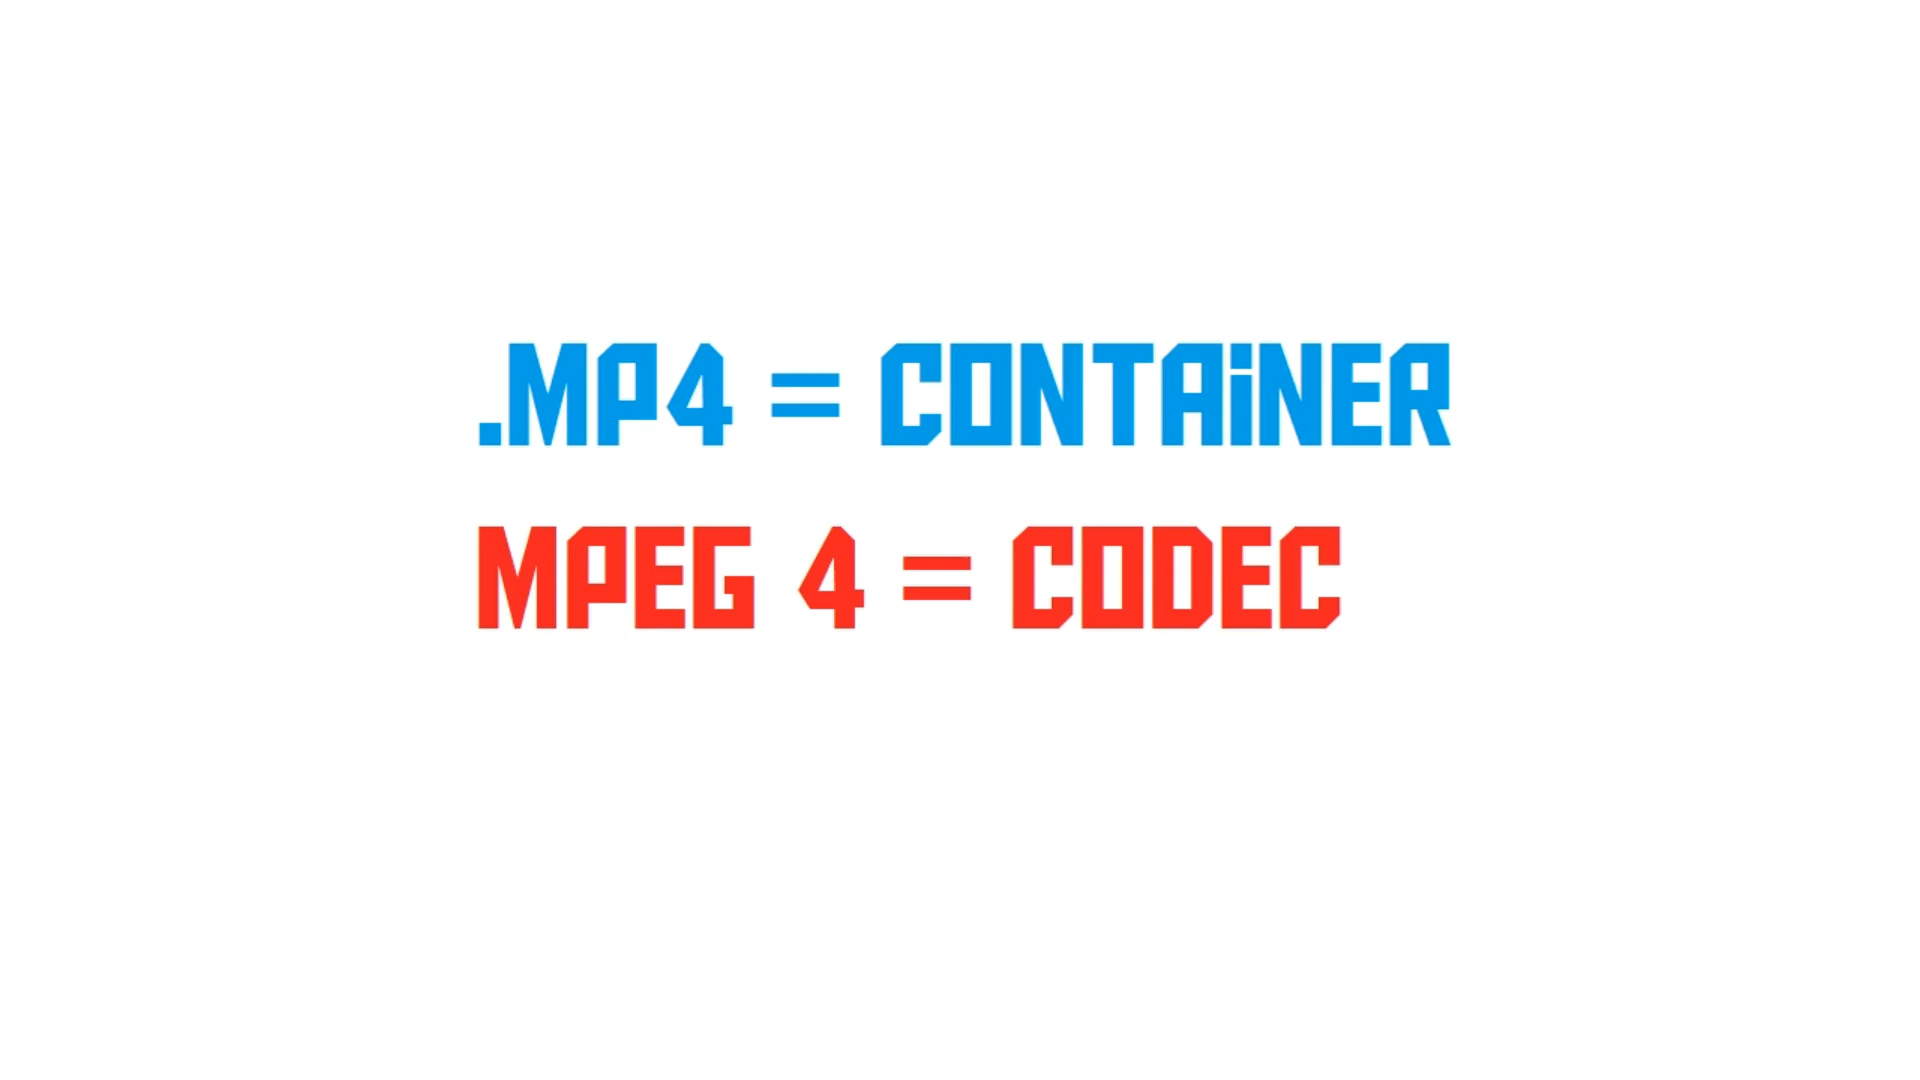 .MP4 = CONTAiNER
MPEG 4 = CODEC